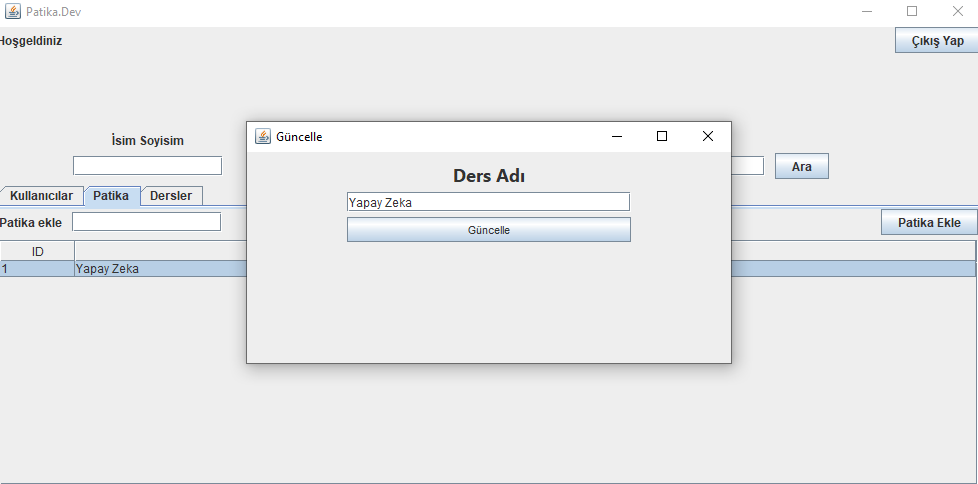 Patika.Dev
Hoşgeldiniz
Çıkış Yap
İsim Soyisim
Ara
Kullanıcılar
Patika
Dersler
Patika ekle
Patika Ekle
ID
1
Yapay Zeka
Güncelle
Ders Adı
Yapay Zeka
Güncelle